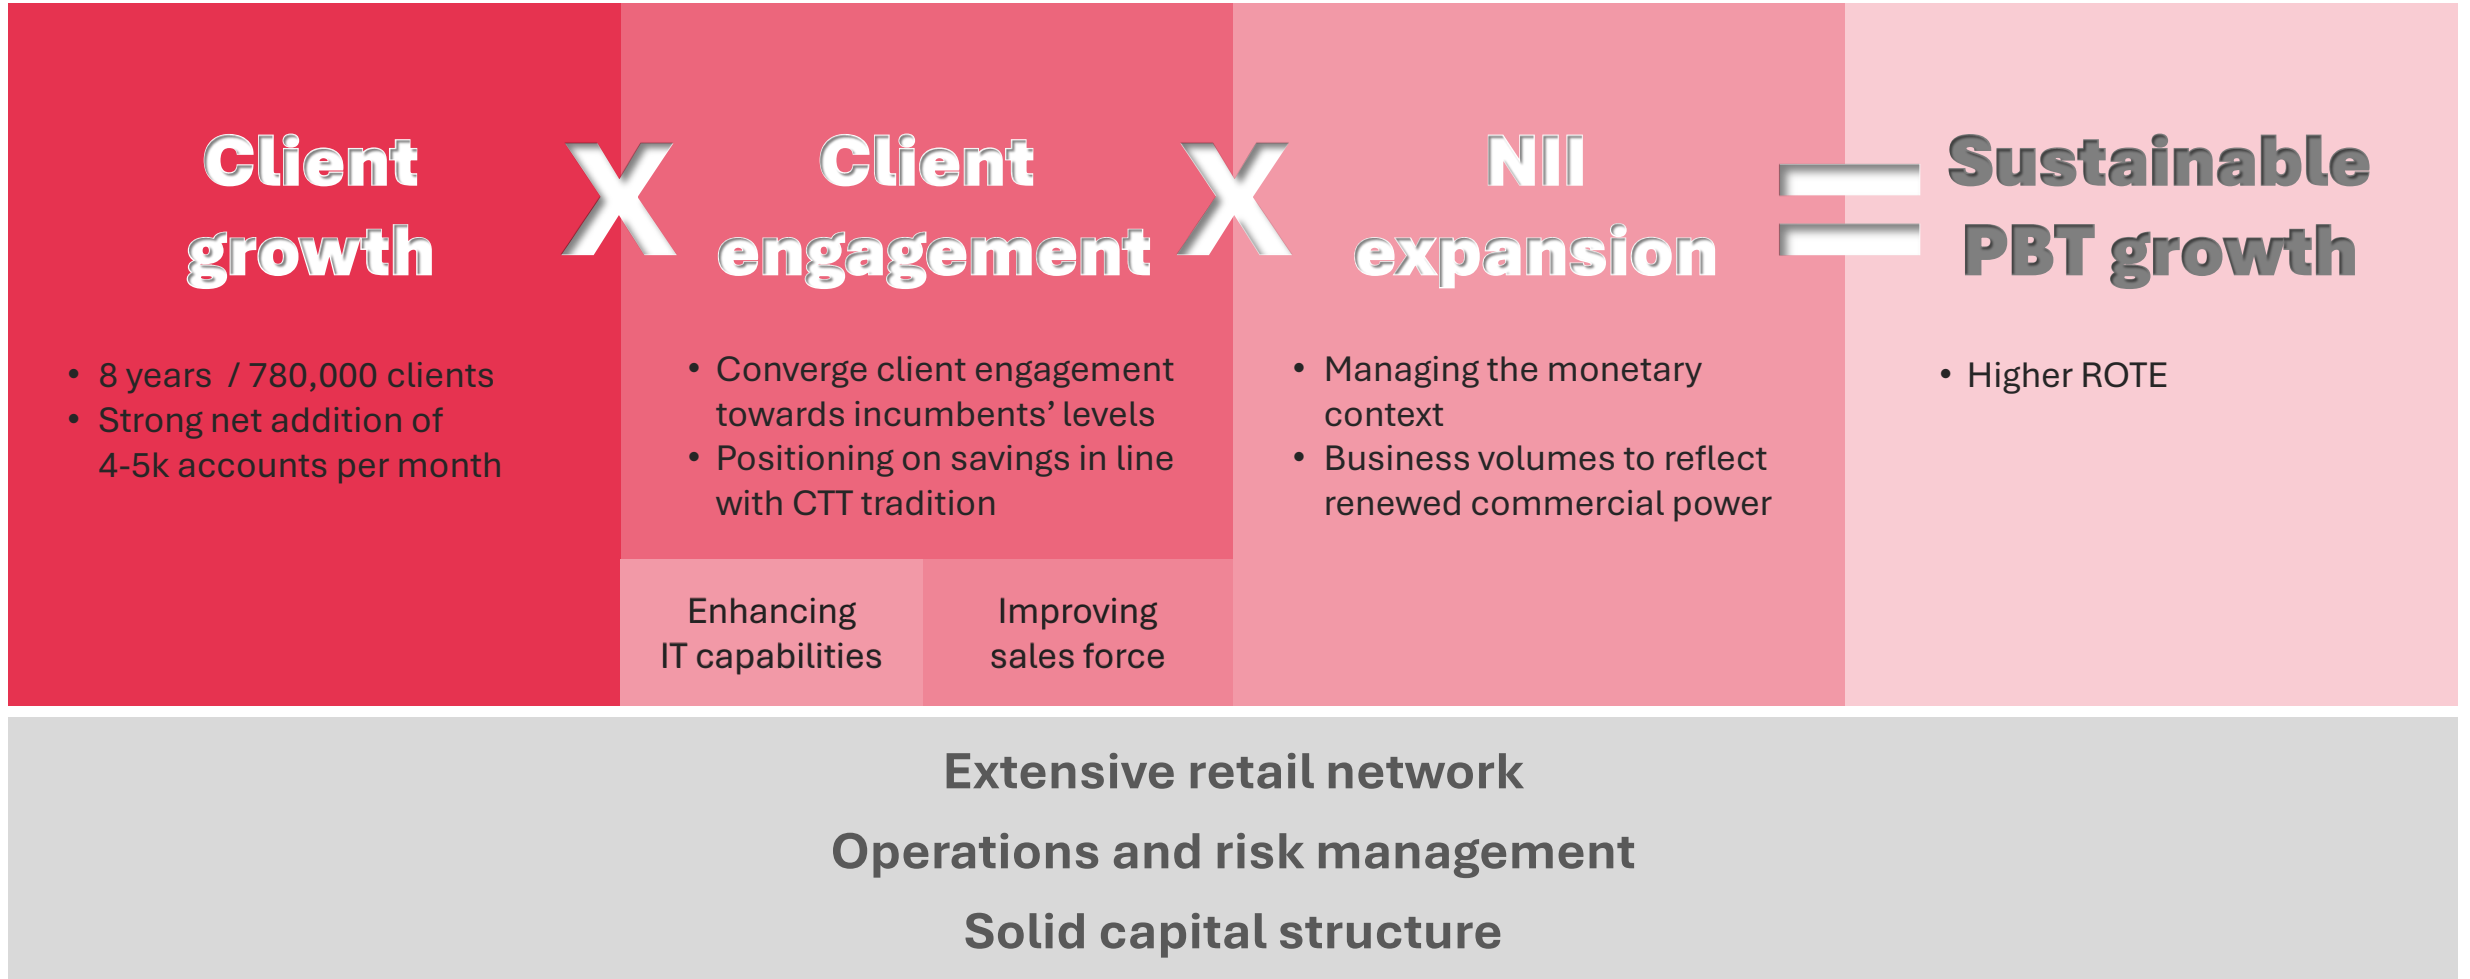 Client
growth
X
Client
engagement
X
NII
expansion
=
Sustainable
PBT growth
• 8 years / 780,000 clients
• Strong net addition of
4-5k accounts per month
• Converge client engagement
towards incumbents’ levels
• Positioning on savings in line
with CTT tradition
Enhancing
IT capabilities
Improving
sales force
• Managing the monetary
context
• Business volumes to reflect
renewed commercial power
• Higher ROTE
Extensive retail network
Operations and risk management
Solid capital structure